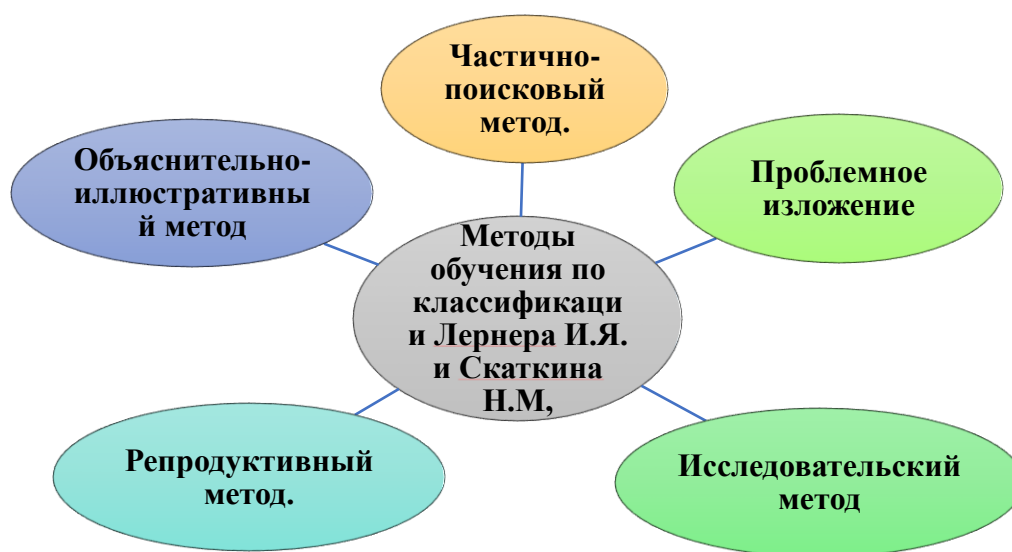 Частично-
поисковый
метод.
Объяснительно-
иллюстративны
й метод
Проблемное
изложение
Методы
обучения по
классификаци
и Лернера И.Я.
и Скаткина
Н.М,
Репродуктивный
метод.
Исследовательский
метод